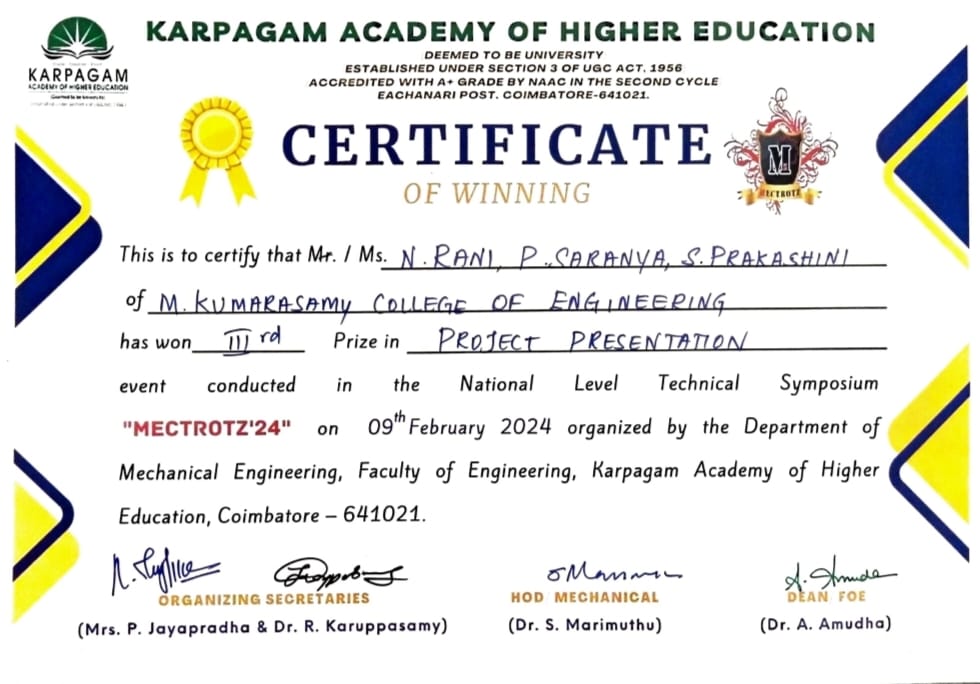 KARPAGAM ACADEMY OF HIGHER EDUCATION
DEEMED TO BE UNIVERSITY
ESTABLISHED UNDER SECTION 3 OF UGC ACT. 1956
ACCREDITED WITH A+ GRADE BY NAAC IN THE SECOND CYCLE
EACHANARI POST. COIMBATORE-641021.
KARPAGAM
ACADEMY OF HIGHER EDUCATION
CERTIFICATE
OF WINNING
M
MECTROTZ
This is to certify that Mr. / Ms. N. RANI, P. SARANYA, S. PRAKASHINI
of M. KUMARASAMY COLLEGE OF ENGINEERING
has won IIIrd Prize in PROJECT PRESENTATION
event conducted in the National Level Technical Symposium
"MECTROTZ'24" on 09th February 2024 organized by the Department of
Mechanical Engineering, Faculty of Engineering, Karpagam Academy of Higher
Education, Coimbatore – 641021.
A. Amuda
ORGANIZING SECRETARIES HOD MECHANICAL DEAN FOE
(Mrs. P. Jayapradha & Dr. R. Karuppasamy) (Dr. S. Marimuthu) (Dr. A. Amudha)